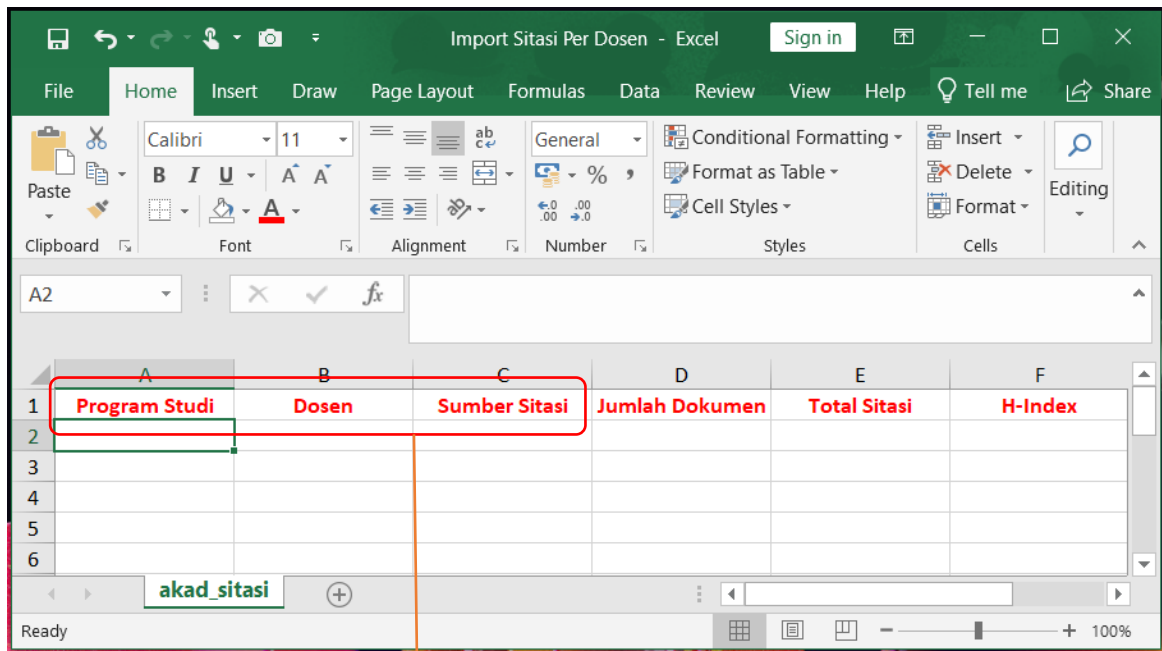 Import Sitasi Per Dosen - Excel Sign in
File Home Insert Draw Page Layout Formulas Data Review View Help Tell me Share
Calibri 11 ab General Conditional Formatting Insert
Paste B I U A A % , Format as Table Delete Editing
A .00 .0 Cell Styles Format
Clipboard Font Alignment Number Styles Cells
A2 fx
A B C D E F
1 Program Studi Dosen Sumber Sitasi Jumlah Dokumen Total Sitasi H-Index
2
3
4
5
6
akad_sitasi
Ready 100%